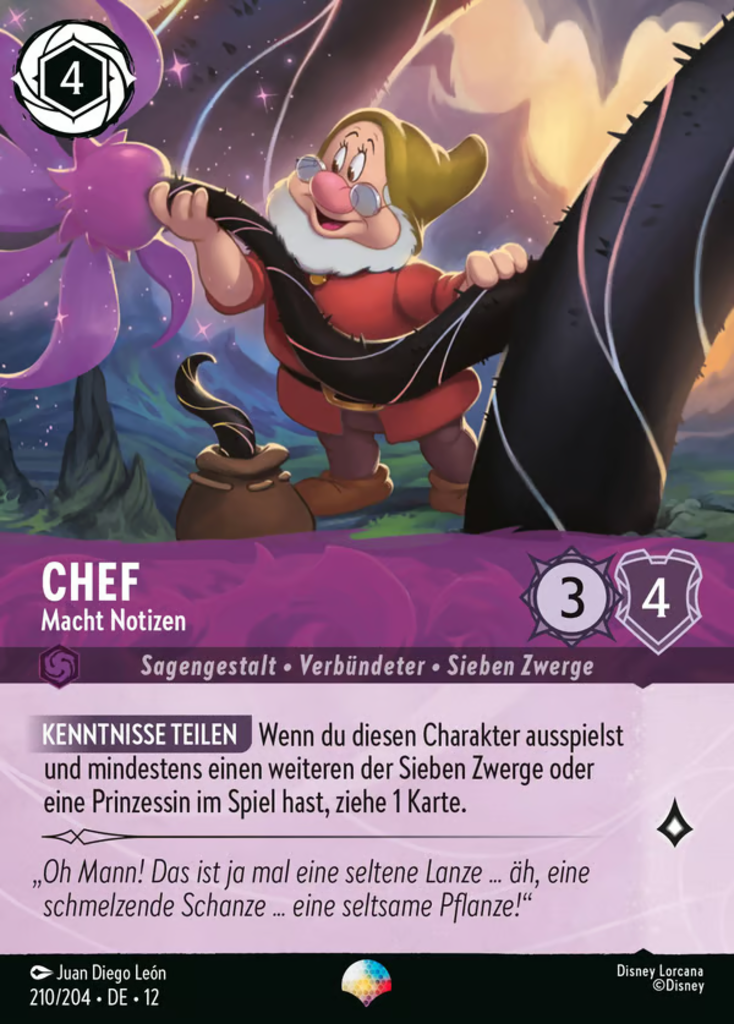 4
CHEF
Macht Notizen
3
4
Sagengestalt • Verbündeter • Sieben Zwerge
KENNTNISSE TEILEN Wenn du diesen Charakter ausspielst
und mindestens einen weiteren der Sieben Zwerge oder
eine Prinzessin im Spiel hast, ziehe 1 Karte.
„Oh Mann! Das ist ja mal eine seltene Lanze ... äh, eine
schmelzende Schanze ... eine seltsame Pflanze!“
Juan Diego León
210/204 • DE • 12
Disney Lorcana
©Disney